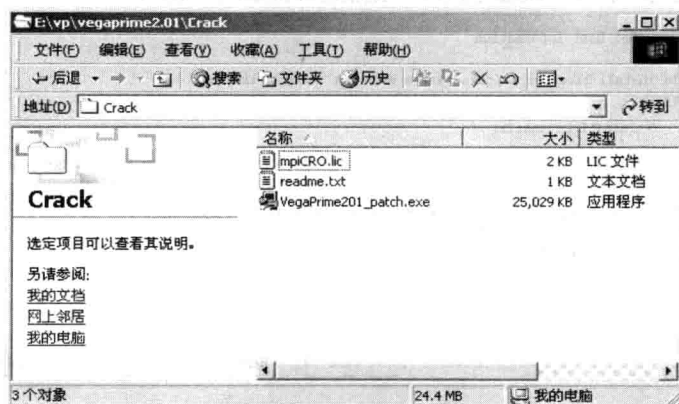 E:\vp\vegaprime2.01\Crack
文件(F) 编辑(E) 查看(V) 收藏(A) 工具(T) 帮助(H)
后退 搜索 文件夹 历史
地址(D) Crack 转到
名称 大小 类型
mpiCRO.lic 2 KB LIC 文件
readme.txt 1 KB 文本文档
VegaPrime201_patch.exe 25,029 KB 应用程序
Crack
选定项目可以查看其说明。
另请参阅:
我的文档
网上邻居
我的电脑
3 个对象 24.4 MB 我的电脑